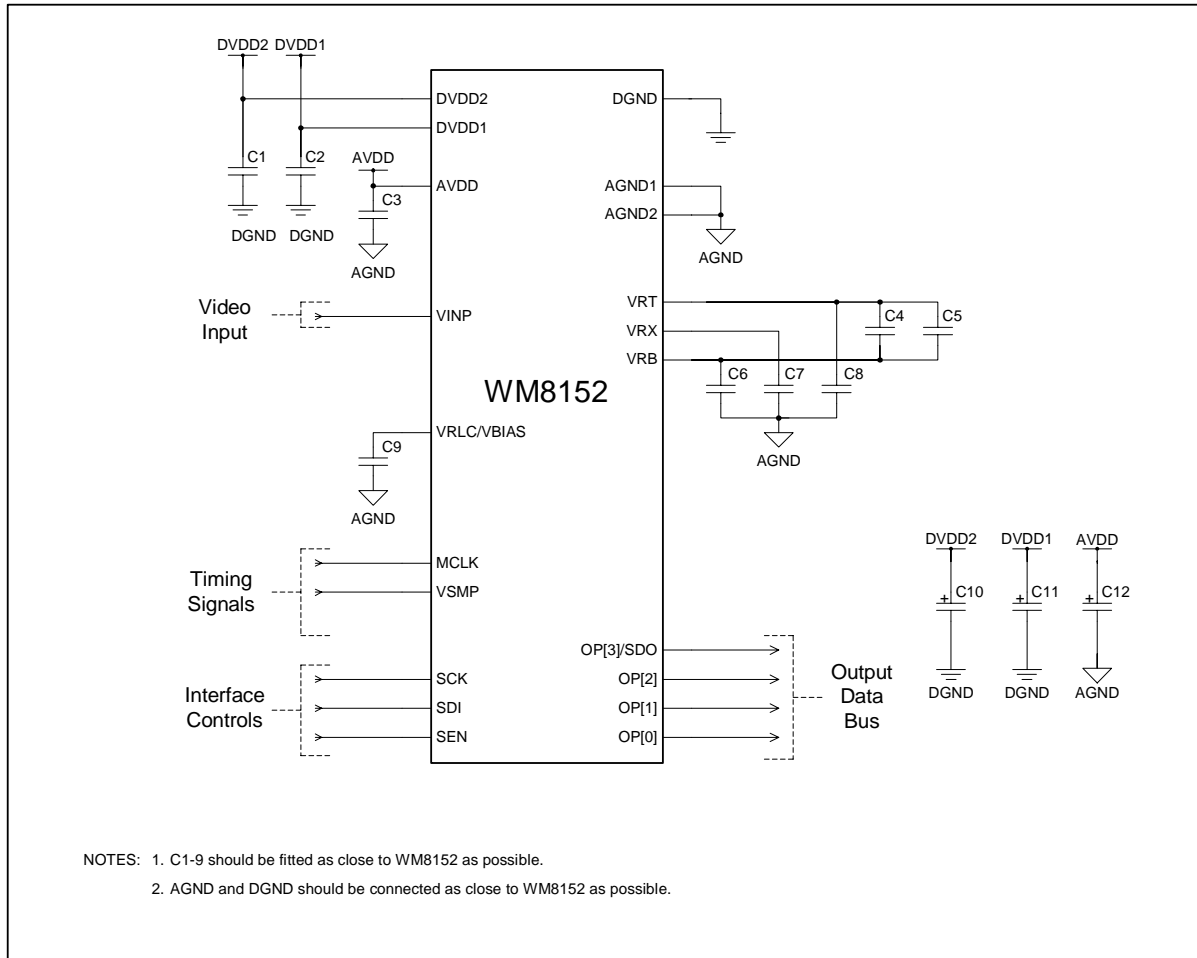 DVDD2 DVDD1
DVDD2
DGND
DVDD1
C1 C2
AVDD
AVDD
AGND1
C3
AGND2
DGND DGND
AGND
AGND
Video
Input
VINP
VRT
C4 C5
VRX
VRB
C6 C7 C8
WM8152
VRLC/VBIAS
C9
AGND
AGND
DVDD2 DVDD1 AVDD
Timing
Signals
MCLK
VSMP
+ C10 + C11 + C12
DGND DGND AGND
Interface
Controls
SCK
SDI
SEN
OP[3]/SDO
OP[2]
OP[1]
OP[0]
Output
Data
Bus
NOTES: 1. C1-9 should be fitted as close to WM8152 as possible.
2. AGND and DGND should be connected as close to WM8152 as possible.